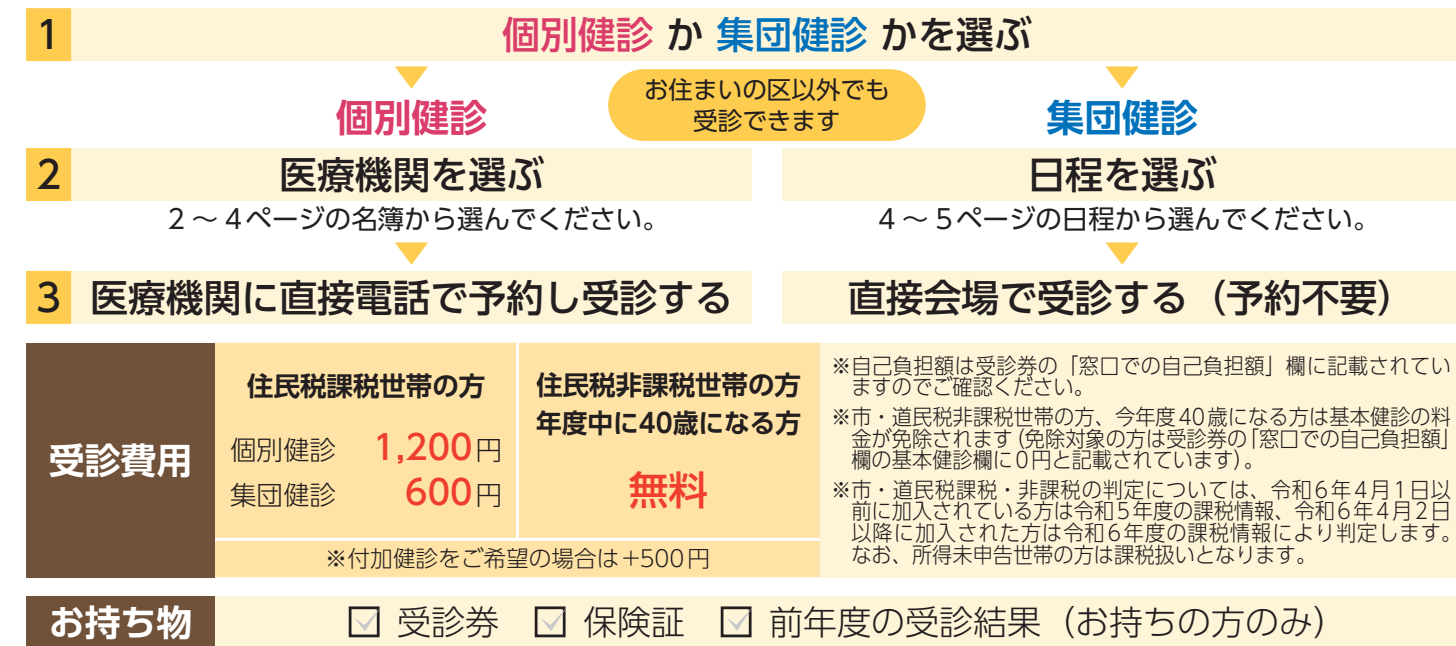 1 個別健診 か 集団健診 かを選ぶ
個別健診
お住まいの区以外でも
受診できます
集団健診
2 医療機関を選ぶ
2～4ページの名簿から選んでください。
日程を選ぶ
4～5ページの日程から選んでください。
3 医療機関に直接電話で予約し受診する
直接会場で受診する（予約不要）
受診費用
住民税課税世帯の方
個別健診 1,200円
集団健診 600円
住民税非課税世帯の方
年度中に40歳になる方
無料
※付加健診をご希望の場合は+500円
※自己負担額は受診券の「窓口での自己負担額」欄に記載されてい
ますのでご確認ください。
※市・道民税非課税世帯の方、今年度40歳になる方は基本健診の料
金が免除されます（免除対象の方は受診券の「窓口での自己負担額」
欄の基本健診欄に0円と記載されています）。
※市・道民税課税・非課税の判定については、令和6年4月1日以
前に加入されている方は令和5年度の課税情報、令和6年4月2日
以降に加入された方は令和6年度の課税情報により判定します。
なお、所得未申告世帯の方は課税扱いとなります。
お持ち物 ☑ 受診券 ☑ 保険証 ☑ 前年度の受診結果（お持ちの方のみ）